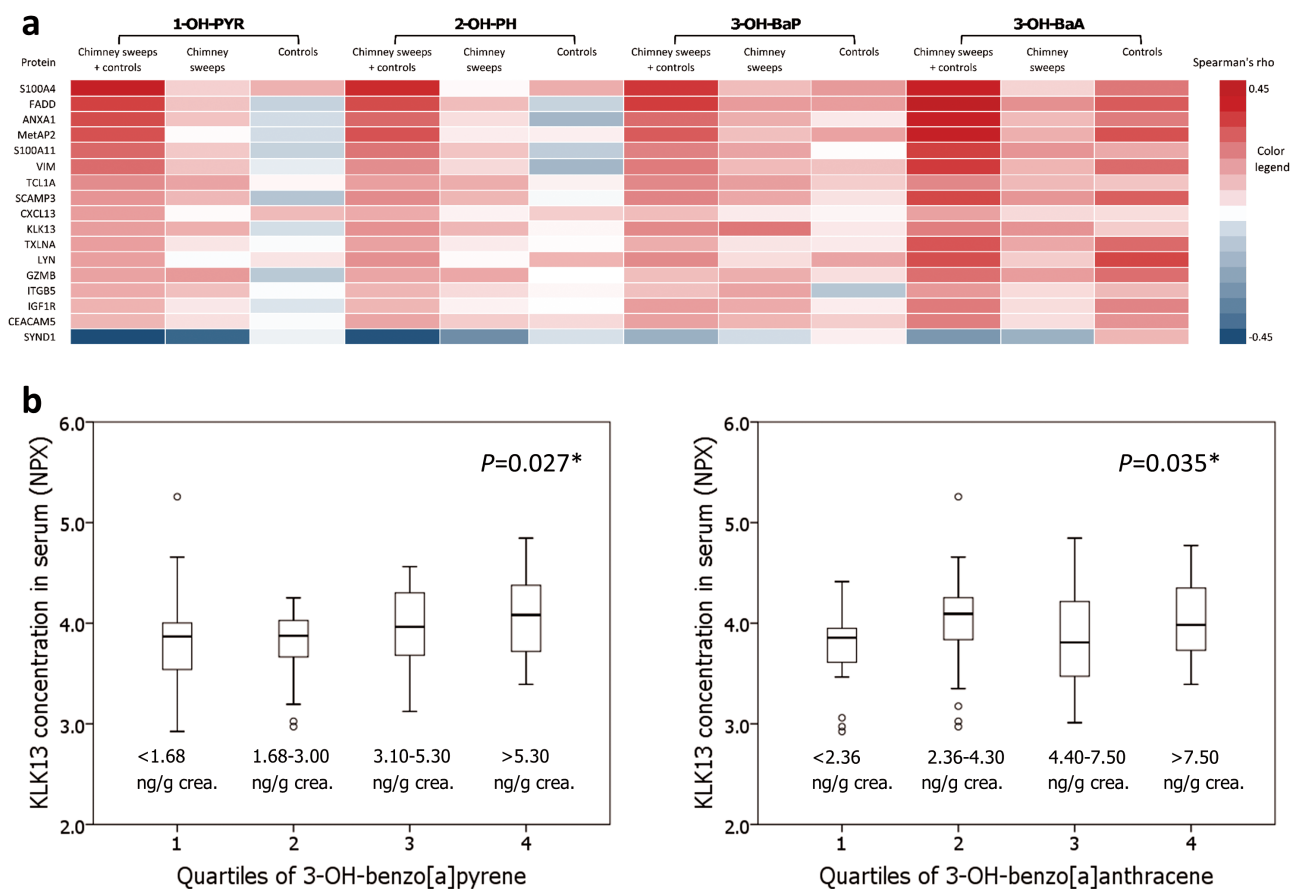 a
1-OH-PYR 2-OH-PH 3-OH-BaP 3-OH-BaA
Protein
Chimney sweeps + controls
Chimney sweeps
Controls
Chimney sweeps + controls
Chimney sweeps
Controls
Chimney sweeps + controls
Chimney sweeps
Controls
Chimney sweeps + controls
Chimney sweeps
Controls
Spearman's rho
S100A4
FADD
ANXA1
MetAP2
S100A11
VIM
TCL1A
SCAMP3
CXCL13
KLK13
TXLNA
LYN
GZMB
ITGB5
IGF1R
CEACAM5
SYND1
0.45
Color
legend
-0.45
b
KLK13 concentration in serum (NPX)
6.0
5.0
4.0
3.0
2.0
P=0.027*
<1.68 1.68-3.00 3.10-5.30 >5.30
ng/g crea. ng/g crea. ng/g crea. ng/g crea.
1 2 3 4
Quartiles of 3-OH-benzo[a]pyrene
KLK13 concentration in serum (NPX)
6.0
5.0
4.0
3.0
2.0
P=0.035*
<2.36 2.36-4.30 4.40-7.50 >7.50
ng/g crea. ng/g crea. ng/g crea. ng/g crea.
1 2 3 4
Quartiles of 3-OH-benzo[a]anthracene